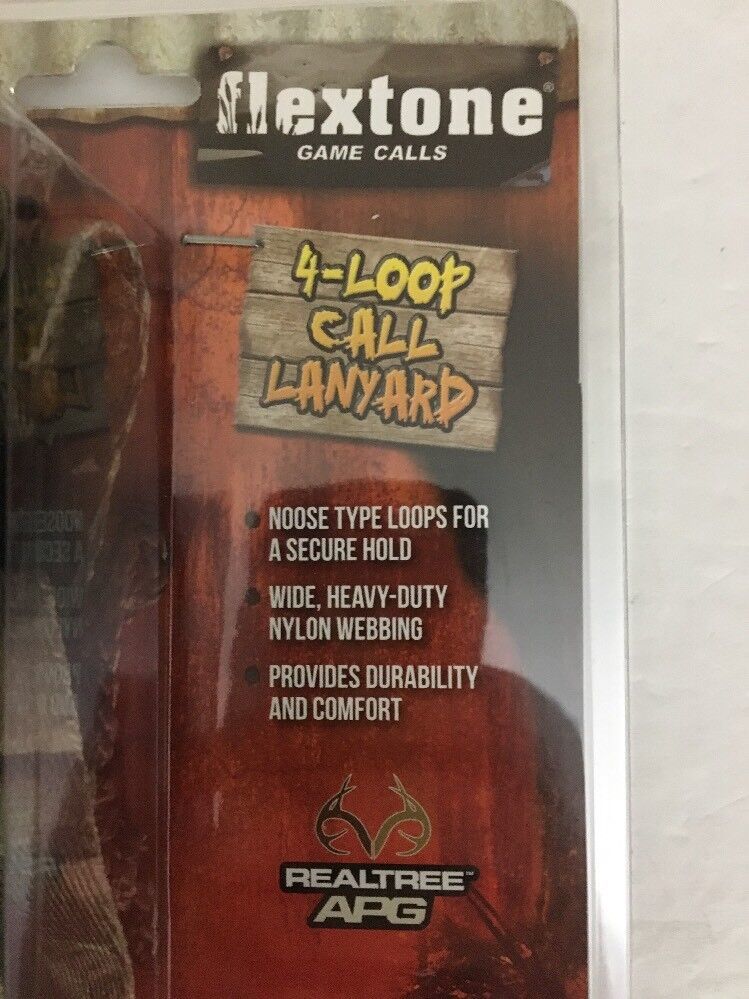 flextone®
GAME CALLS
4-LOOP
CALL
LANYARD
NOOSE TYPE LOOPS FOR
A SECURE HOLD
WIDE, HEAVY-DUTY
NYLON WEBBING
PROVIDES DURABILITY
AND COMFORT
REALTREE™
APG